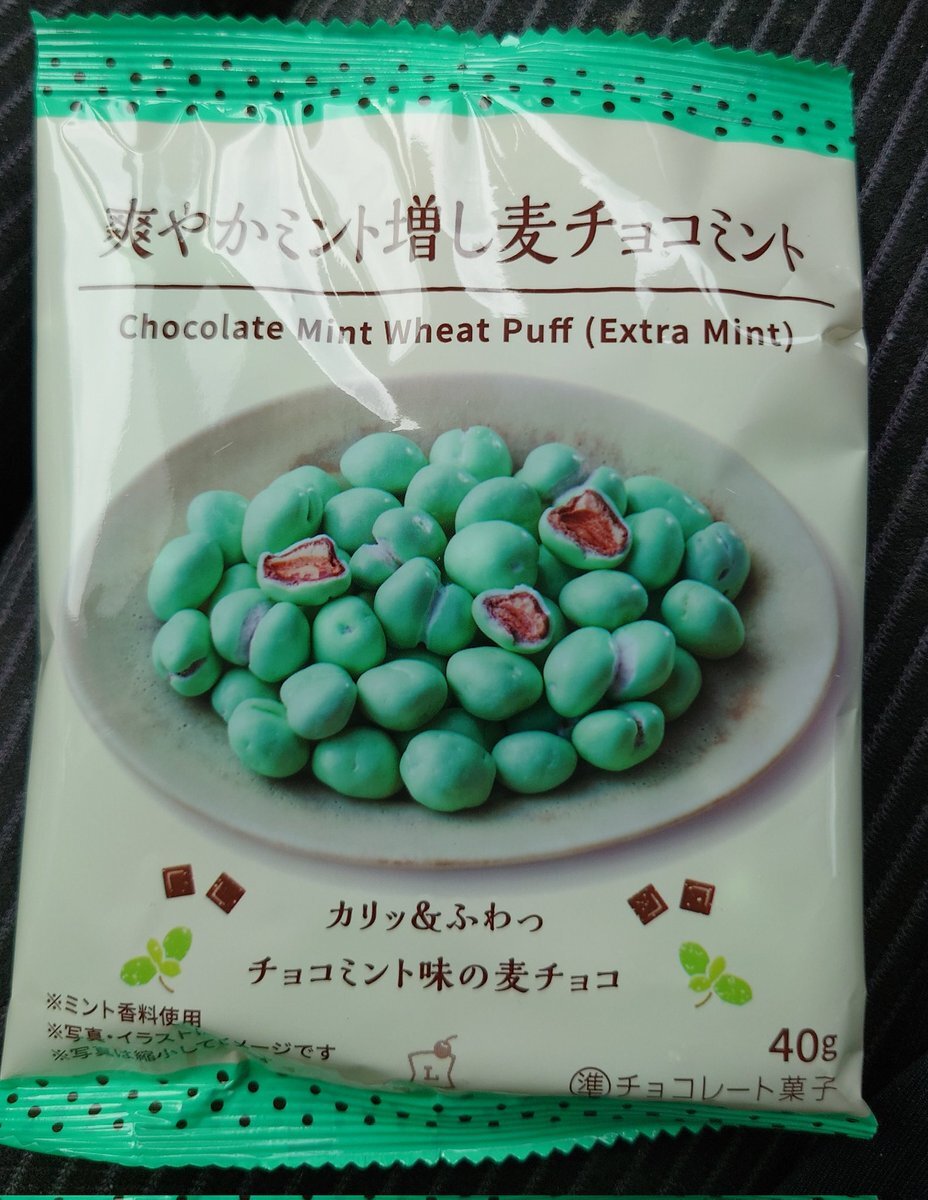 爽やかミント増し麦チョコミント
Chocolate Mint Wheat Puff (Extra Mint)
カリッ&ふわっ
チョコミント味の麦チョコ
※ミント香料使用
※写真・イラスト
メージです
※写真は縮小して
40g
L
準チョコレート菓子